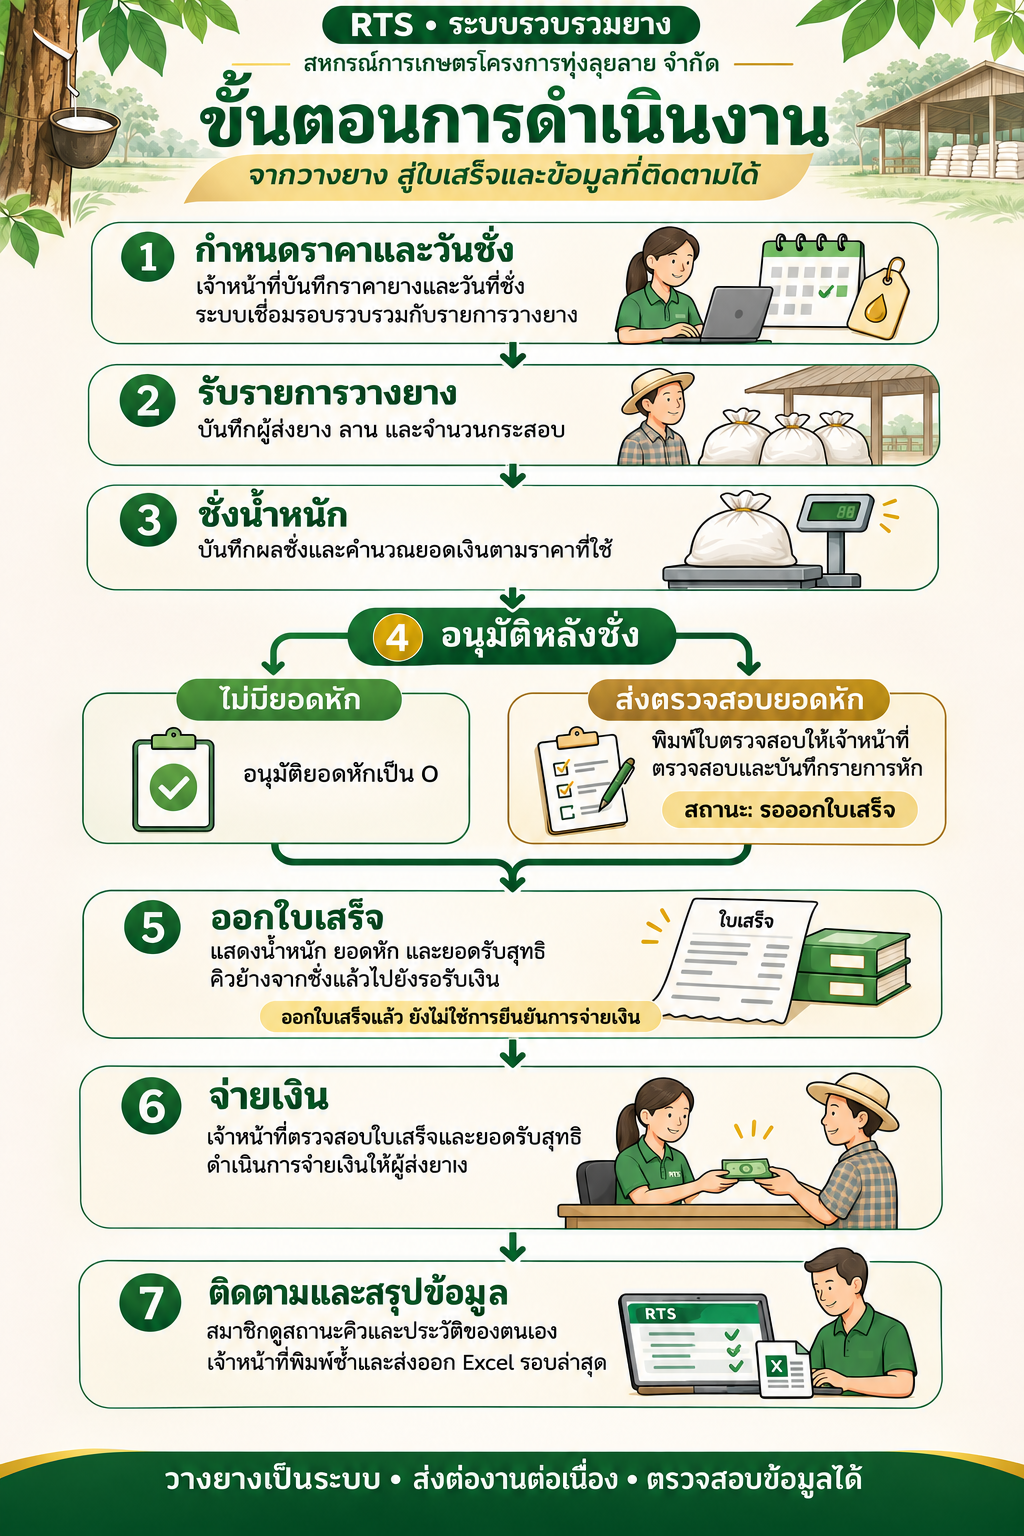 RTS • ระบบรวบรวมยาง
สหกรณ์การเกษตรโครงการทุ่งลุยลาย จำกัด
ขั้นตอนการดำเนินงาน
จากวางยาง สู่ใบเสร็จและข้อมูลที่ติดตามได้
1 กำหนดราคาและวันชั่ง
เจ้าหน้าที่บันทึกราคายางและวันที่ชั่ง
ระบบเชื่อมรอบรวบรวมกับรายการวางยาง
2 รับรายการวางยาง
บันทึกผู้ส่งยาง ลาน และจำนวนกระสอบ
3 ชั่งน้ำหนัก
บันทึกผลชั่งและคำนวณยอดเงินตามราคาที่ใช้
88
4 อนุมัติหลังชั่ง
ไม่มียอดหัก
อนุมัติยอดหักเป็น 0
ส่งตรวจสอบยอดหัก
พิมพ์ใบตรวจสอบให้เจ้าหน้าที่
ตรวจสอบและบันทึกรายการหัก
สถานะ: รอออกใบเสร็จ
5 ออกใบเสร็จ
แสดงน้ำหนัก ยอดหัก และยอดรับสุทธิ
คิวย้างจากชั่งแล้วไปยังรอรับเงิน
ออกใบเสร็จแล้ว ยังไม่ใช้การยืนยันการจ่ายเงิน
ใบเสร็จ
6 จ่ายเงิน
เจ้าหน้าที่ตรวจสอบใบเสร็จและยอดรับสุทธิ
ดำเนินการจ่ายเงินให้ผู้ส่งยาง
RTS
7 ติดตามและสรุปข้อมูล
สมาชิกดูสถานะคิวและประวัติของตนเอง
เจ้าหน้าที่พิมพ์ซ้ำและส่งออก Excel รอบล่าสุด
RTS
X
วางยางเป็นระบบ • ส่งต่องานต่อเนื่อง • ตรวจสอบข้อมูลได้